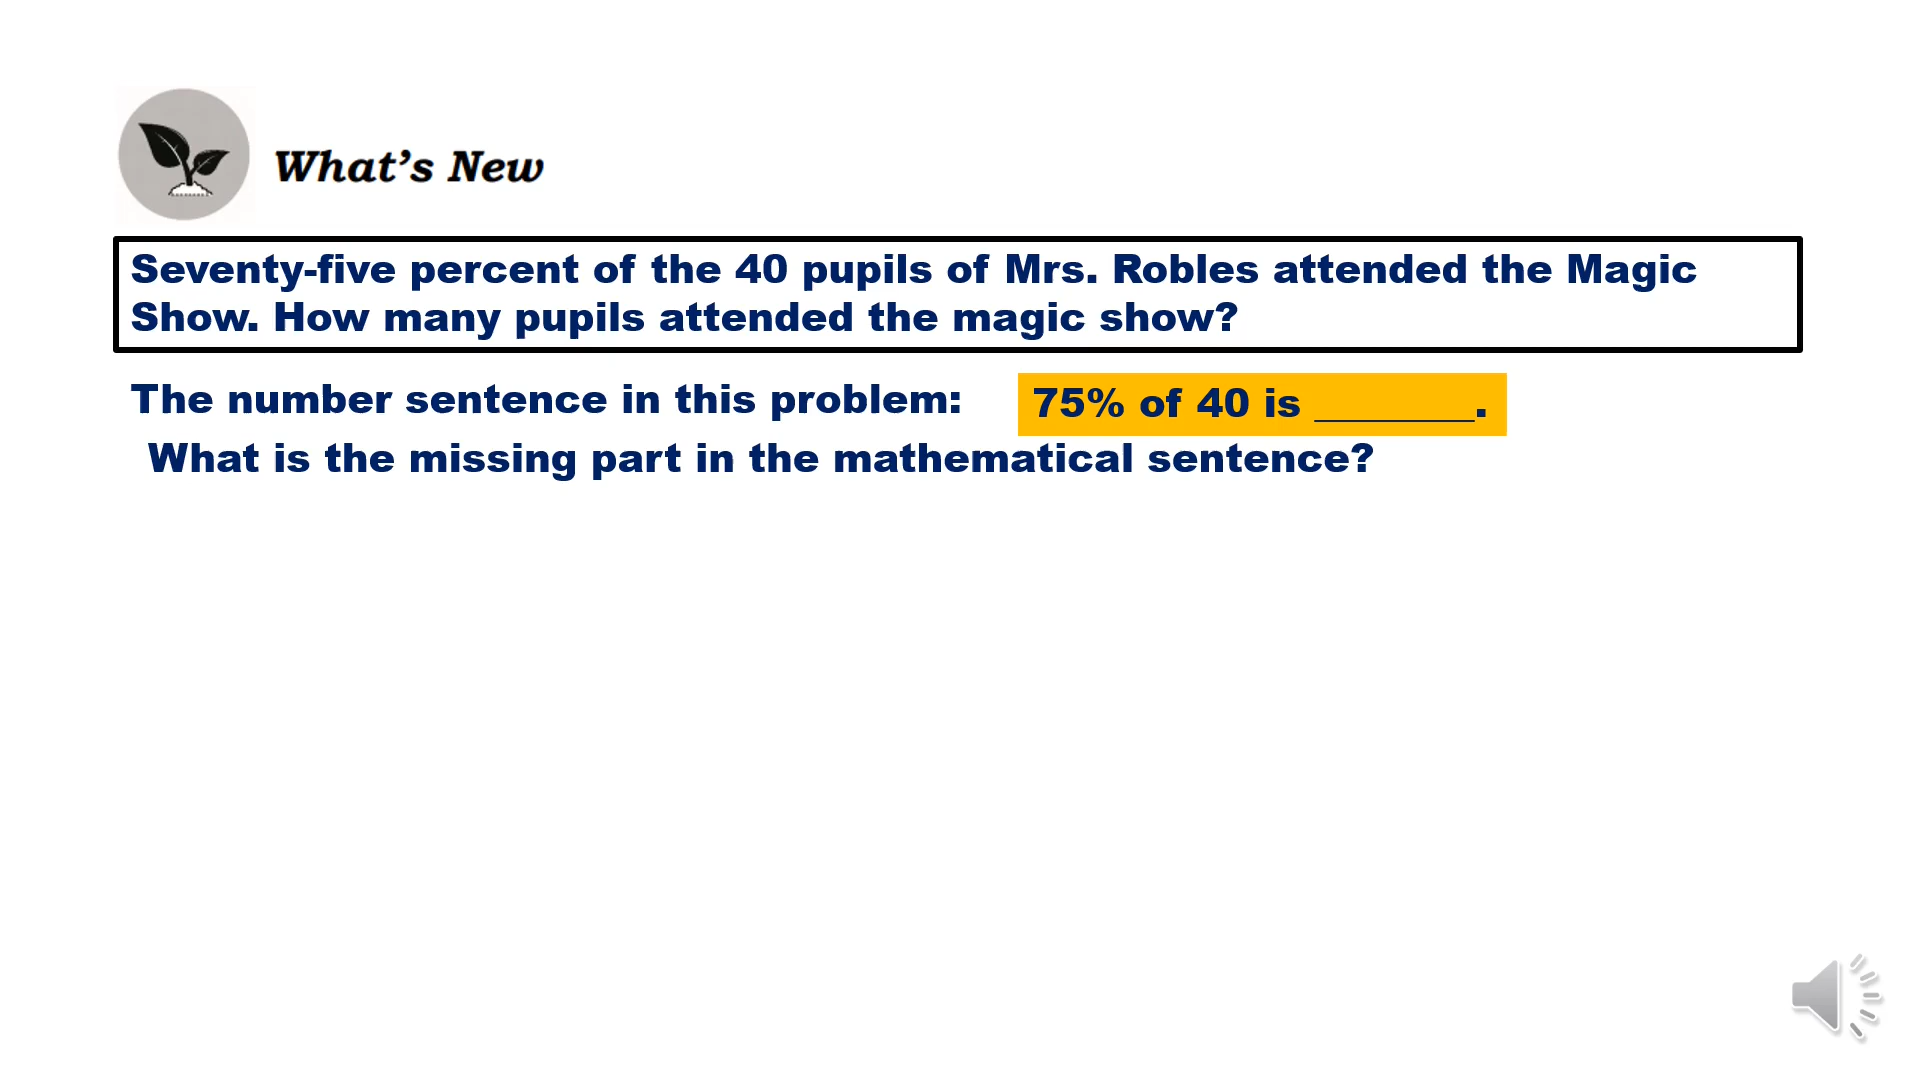 What’s New
Seventy-five percent of the 40 pupils of Mrs. Robles attended the Magic
Show. How many pupils attended the magic show?
The number sentence in this problem: 75% of 40 is ________.
What is the missing part in the mathematical sentence?